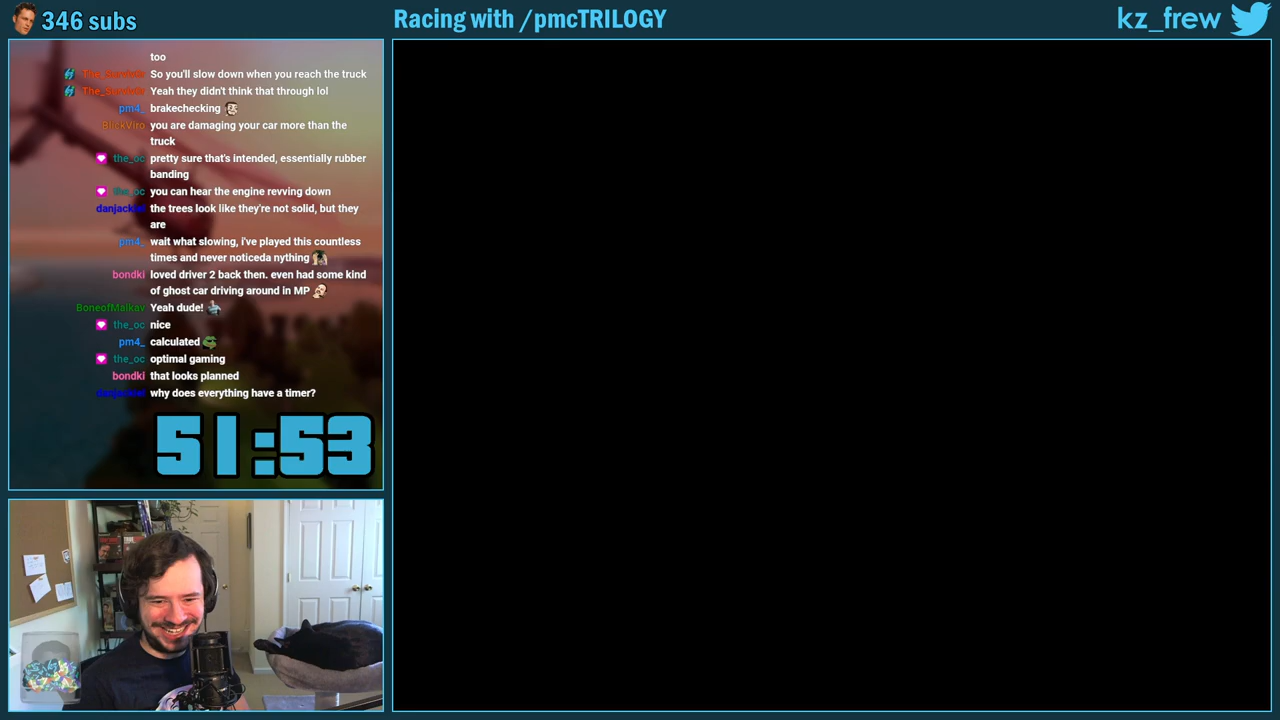 346 subs
Racing with /pmcTRILOGY
kz_frew
too
The_Servistr So you'll slow down when you reach the truck
The_Servistr Yeah they didn't think that through lol
pm4_ brakechecking
BlickViro you are damaging your car more than the
truck
the_oc pretty sure that's intended, essentially rubber
banding
the_oc you can hear the engine revving down
the trees look like they're not solid, but they
are
pm4_ wait what slowing, i've played this countless
times and never noticeda nything
bondki loved driver 2 back then. even had some kind
of ghost car driving around in MP
BoneofMalkav Yeah dude!
the_oc nice
pm4_ calculated
the_oc optimal gaming
bondki that looks planned
why does everything have a timer?
51:53